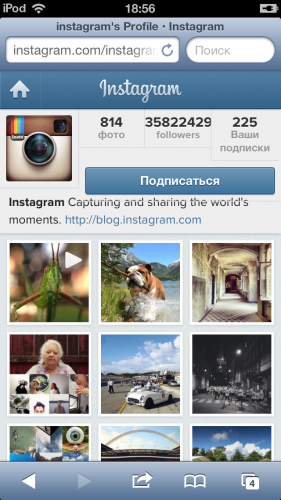 iPod 18:56
instagram's Profile • Instagram
instagram.com/instagra Поиск
Instagram
814 35822429 225
фото followers Ваши
подписки
Подписаться
Instagram Capturing and sharing the world's
moments. http://blog.instagram.com
4